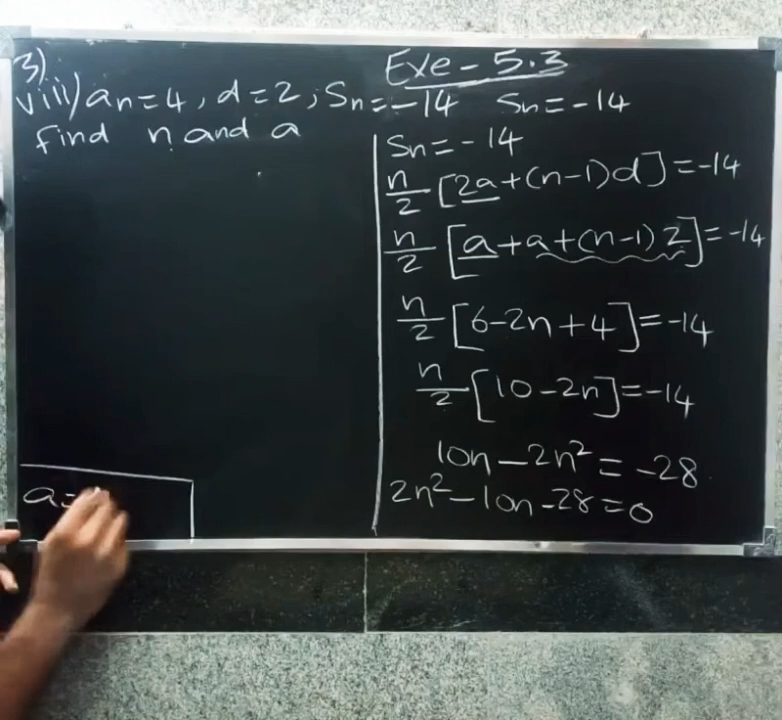 Exe - 5.3
3)
viii) an = 4, d = 2, Sn = -14 Sn = -14
find n and a
Sn = -14
n/2 [2a + (n-1)d] = -14
n/2 [a + a + (n-1) 2] = -14
n/2 [6 - 2n + 4] = -14
n/2 [10 - 2n] = -14
10n - 2n² = -28
2n² - 10n - 28 = 0
a =